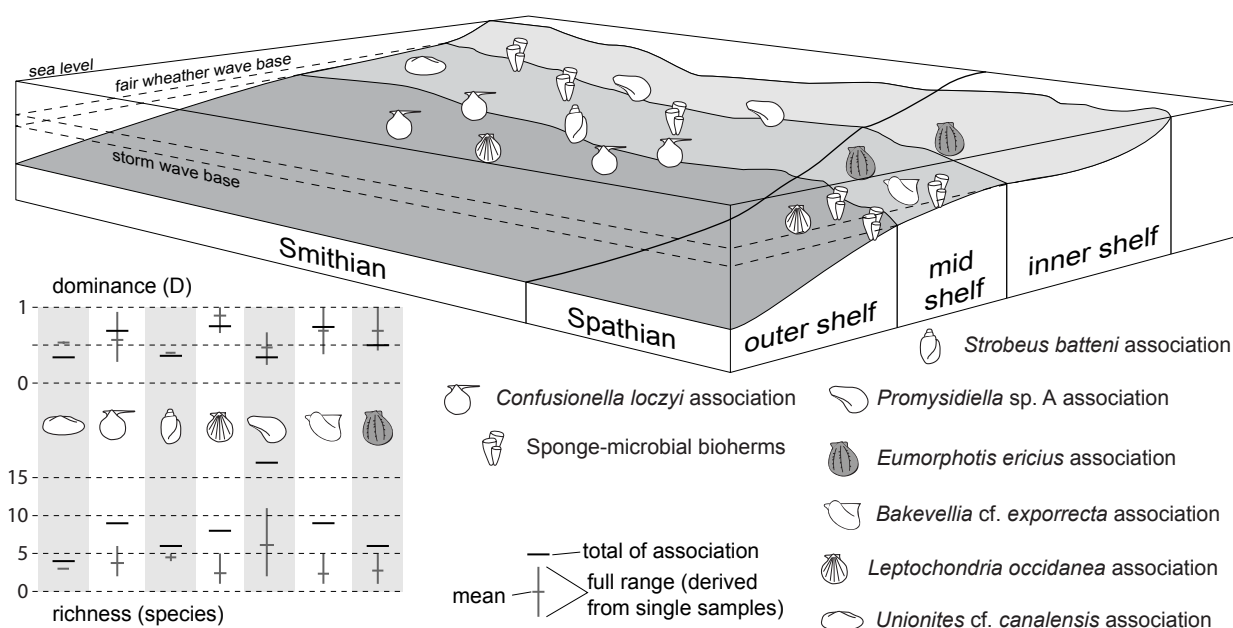 sea level
fair wheather wave base
storm wave base
Smithian
Spathian
outer shelf
mid
shelf
inner shelf
dominance (D)
1
0
15
10
5
0
richness (species)
Confusionella loczyi association
Sponge-microbial bioherms
total of association
mean
full range (derived
from single samples)
Strobeus batteni association
Promysidiella sp. A association
Eumorphotis ericius association
Bakevellia cf. exporrecta association
Leptochondria occidanea association
Unionites cf. canalensis association